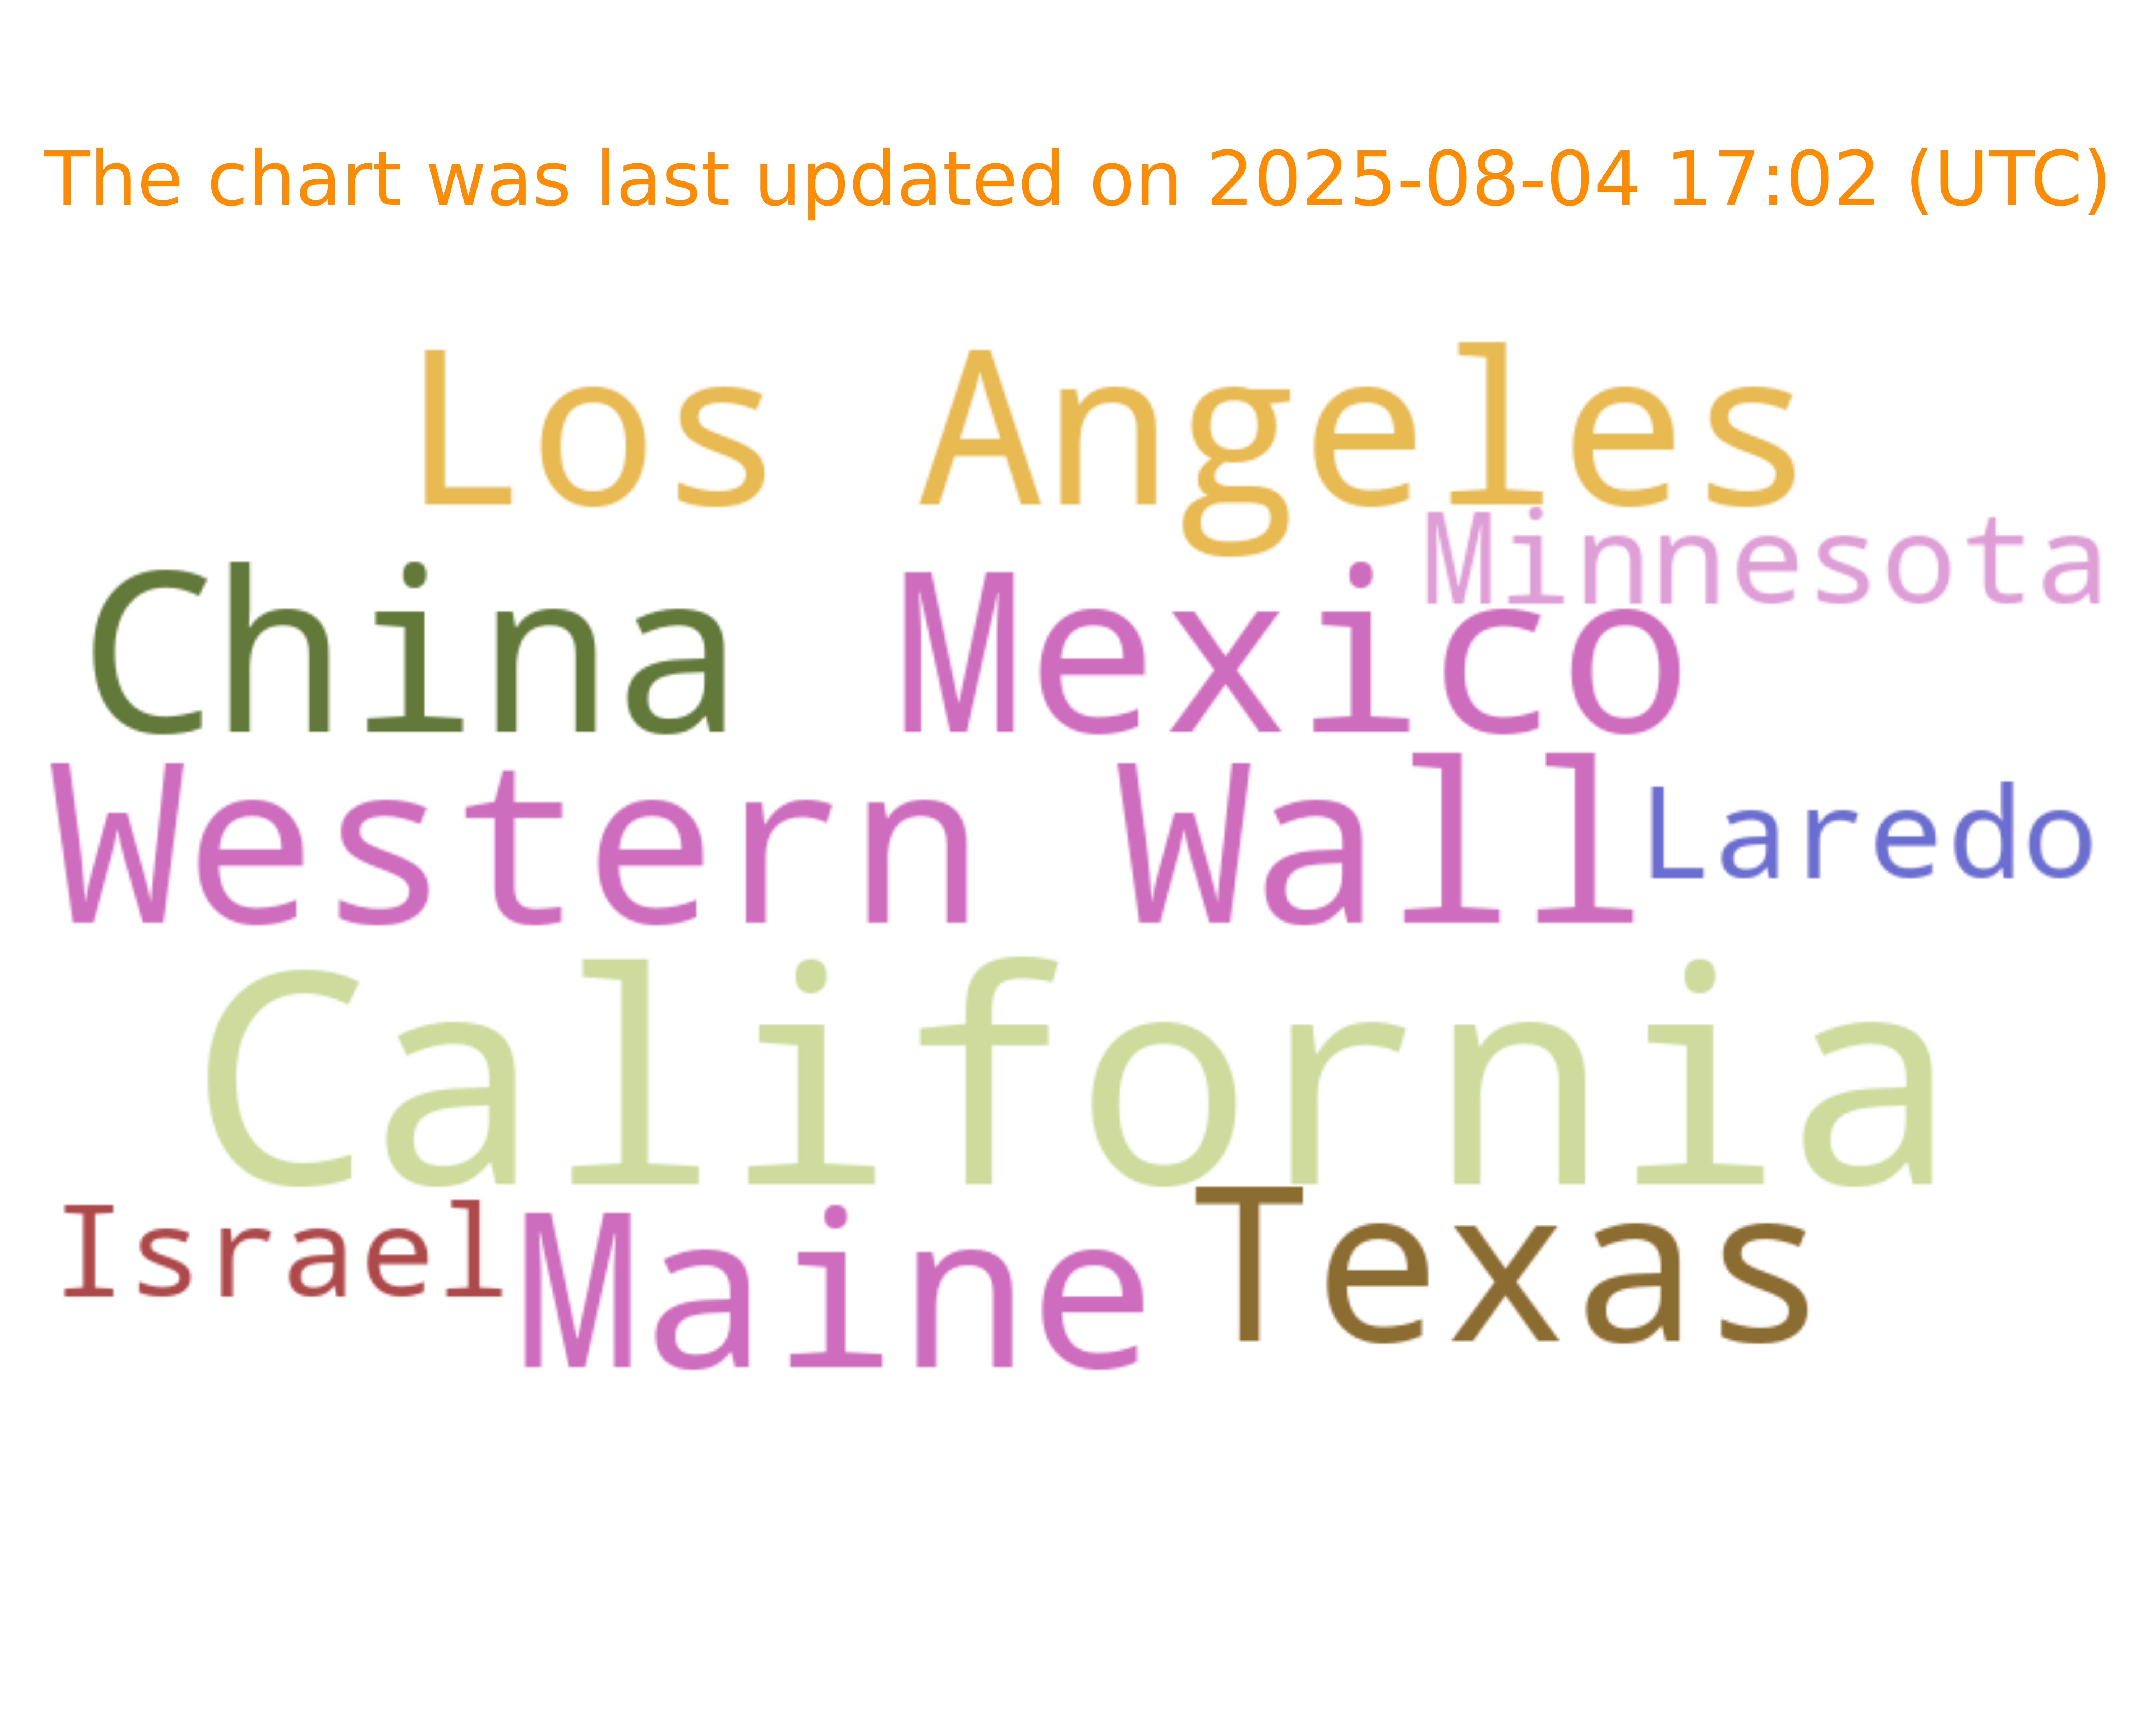 The chart was last updated on 2025-08-04 17:02 (UTC)
Los Angeles
Minnesota
China Mexico
Western Wall Laredo
California
Israel Maine Texas